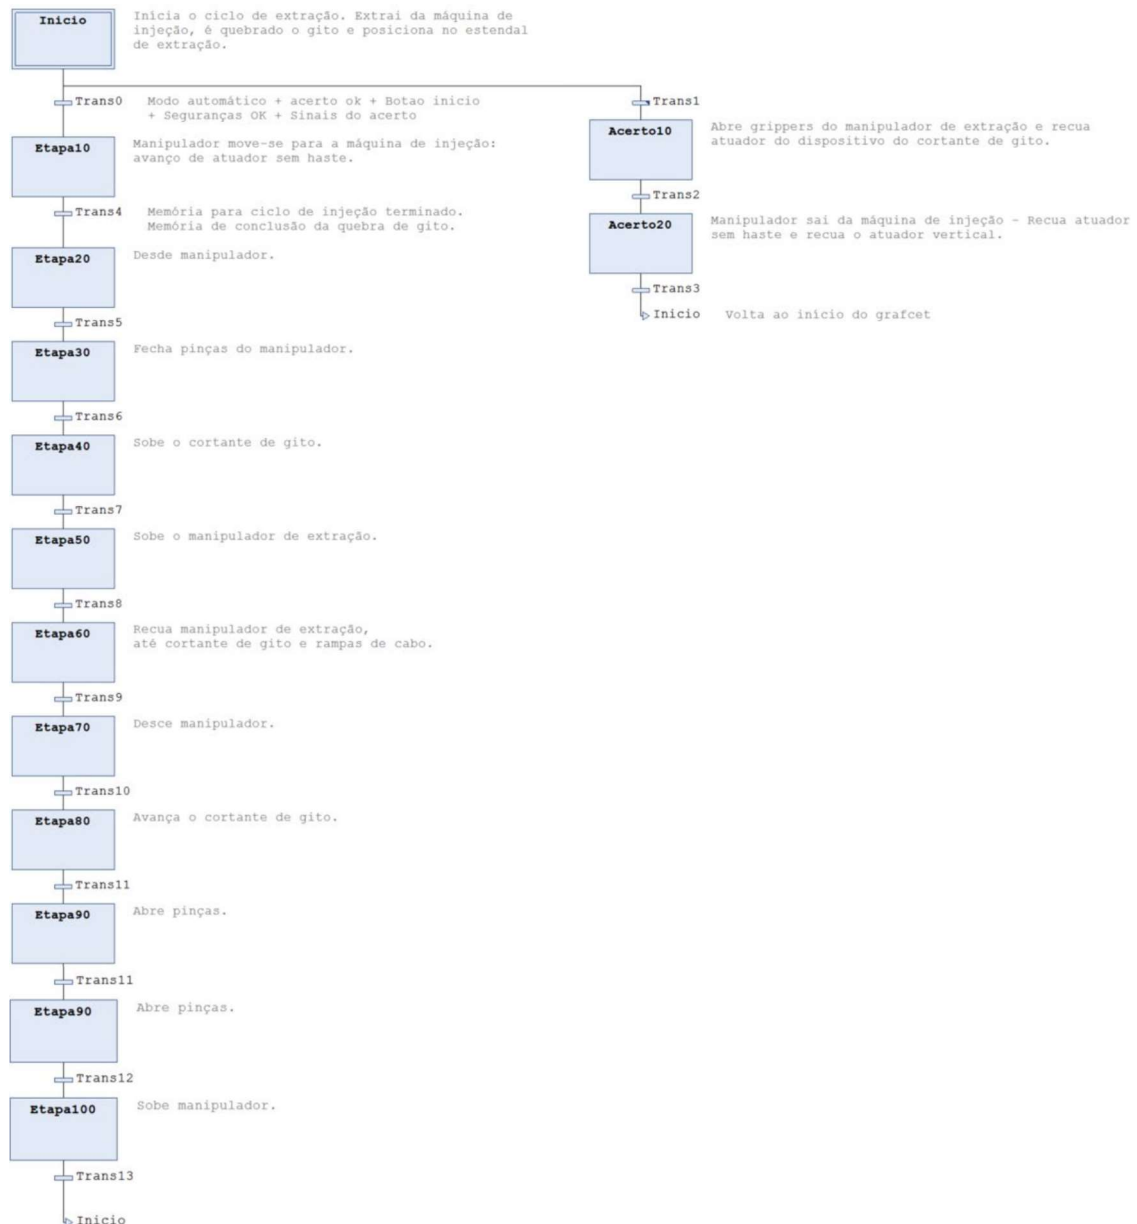 Inicio
Inicia o ciclo de extração. Extrai da máquina de
injeção, é quebrado o gito e posiciona no estendal
de extração.
Trans0
Modo automático + acerto ok + Botao inicio
+ Seguranças OK + Sinais do acerto
Etapa10
Manipulador move-se para a máquina de injeção:
avanço de atuador sem haste.
Trans4
Memória para ciclo de injeção terminado.
Memória de conclusão da quebra de gito.
Etapa20
Desde manipulador.
Trans5
Etapa30
Fecha pinças do manipulador.
Trans6
Etapa40
Sobe o cortante de gito.
Trans7
Etapa50
Sobe o manipulador de extração.
Trans8
Etapa60
Recua manipulador de extração,
até cortante de gito e rampas de cabo.
Trans9
Etapa70
Desce manipulador.
Trans10
Etapa80
Avança o cortante de gito.
Trans11
Etapa90
Abre pinças.
Trans11
Etapa90
Abre pinças.
Trans12
Etapa100
Sobe manipulador.
Trans13
Inicio
Trans1
Acerto10
Abre grippers do manipulador de extração e recua
atuador do dispositivo do cortante de gito.
Trans2
Acerto20
Manipulador sai da máquina de injeção - Recua atuador
sem haste e recua o atuador vertical.
Trans3
Inicio
Volta ao início do grafcet